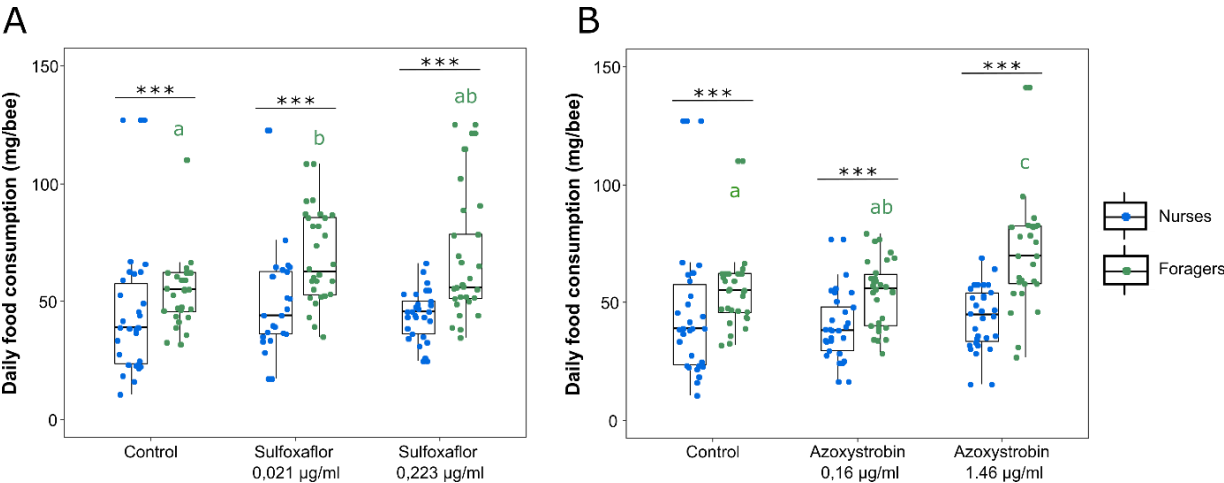 A
Daily food consumption (mg/bee)
150
100
50
0
***
***
***
a
b
ab
Control
Sulfoxaflor
0,021 µg/ml
Sulfoxaflor
0,223 µg/ml
B
Daily food consumption (mg/bee)
150
100
50
0
***
***
***
a
ab
c
Control
Azoxystrobin
0,16 µg/ml
Azoxystrobin
1.46 µg/ml
Nurses
Foragers